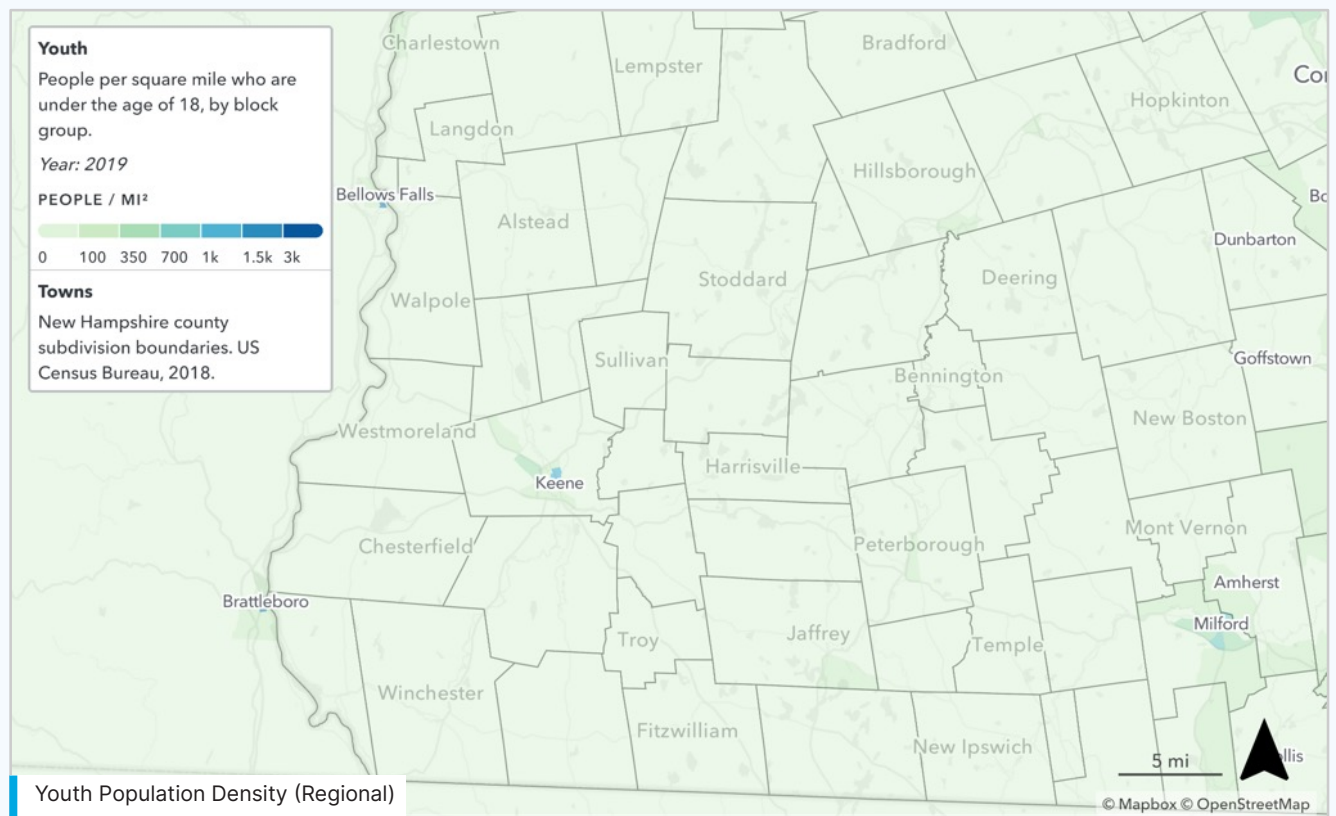 Youth
People per square mile who are
under the age of 18, by block
group.
Year: 2019
PEOPLE / MI²
0 100 350 700 1k 1.5k 3k
Towns
New Hampshire county
subdivision boundaries. US
Census Bureau, 2018.
Charlestown
Lempster
Bradford
Co
Hopkinton
Langdon
Hillsborough
Bellows Falls
Bo
Alstead
Dunbarton
Stoddard
Deering
Walpole
Sullivan
Goffstown
Bennington
New Boston
Westmoreland
Harrisville
Keene
Mont Vernon
Chesterfield
Peterborough
Amherst
Brattleboro
Milford
Troy
Jaffrey
Temple
Winchester
Fitzwilliam
New Ipswich
llis
5 mi
Youth Population Density (Regional)
© Mapbox © OpenStreetMap